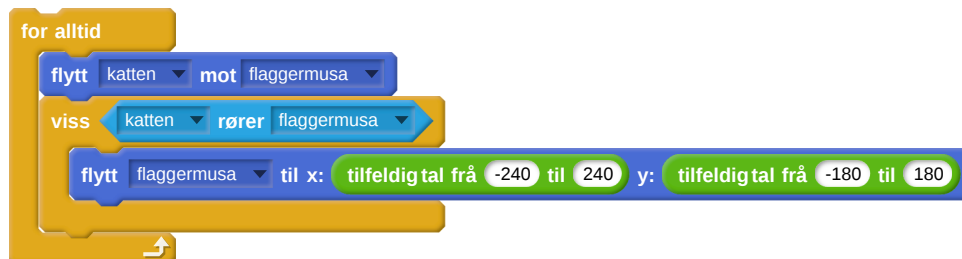 for alltid
flytt katten mot flaggermusa
viss katten rører flaggermusa
flytt flaggermusa til x: tilfeldig tal frå -240 til 240 y: tilfeldig tal frå -180 til 180